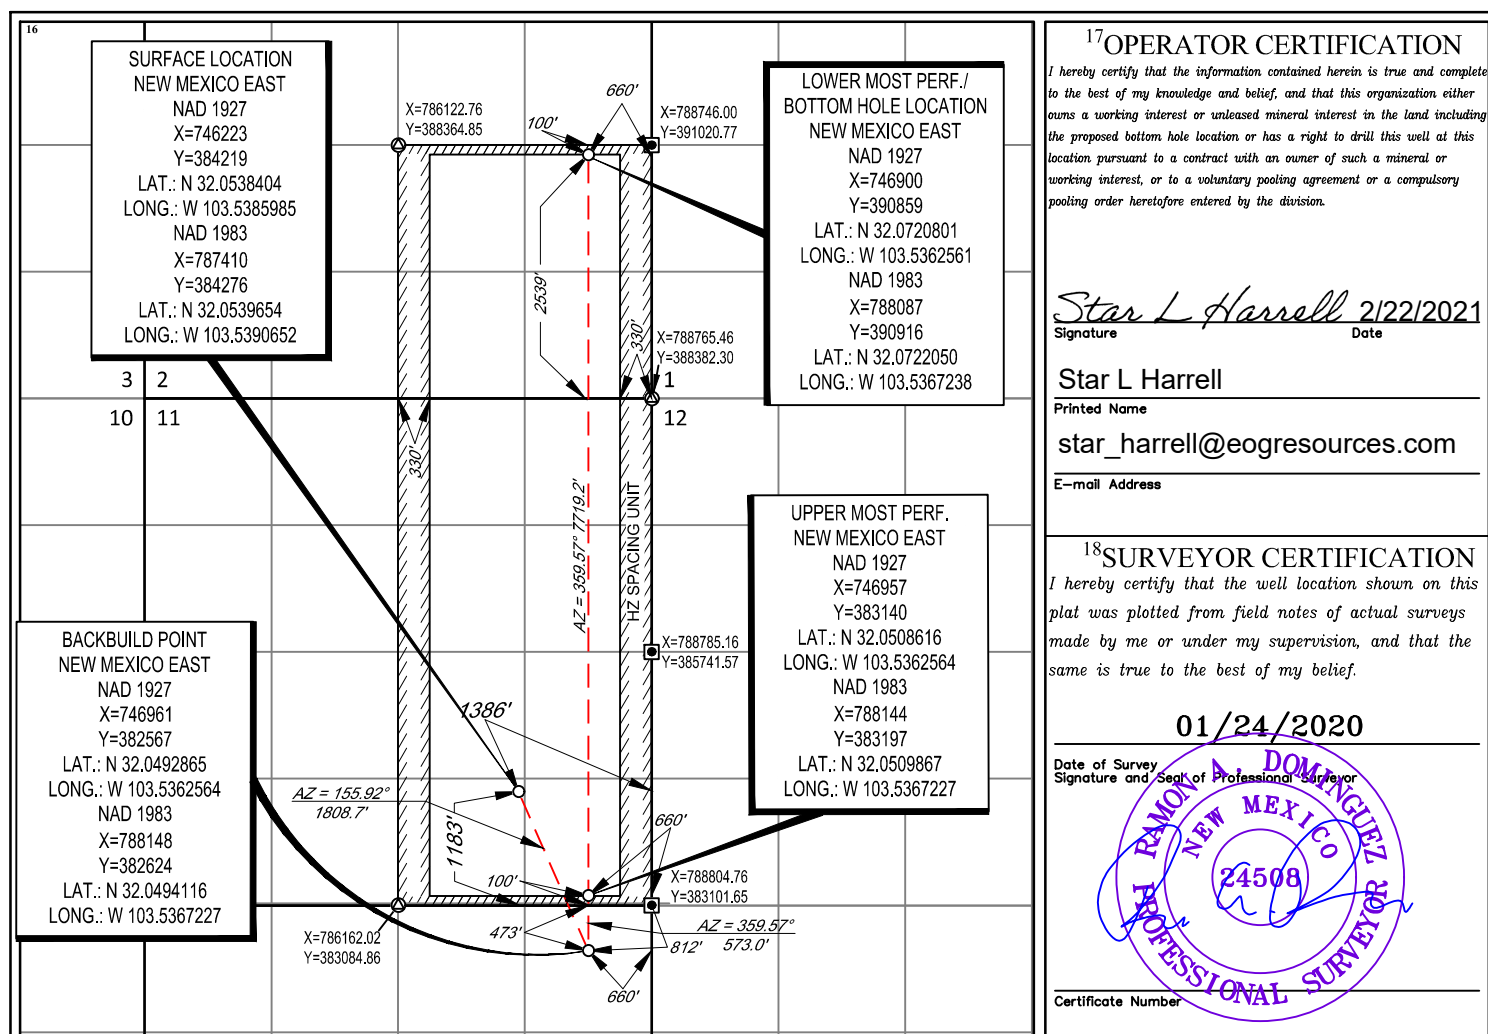 16
SURFACE LOCATION
NEW MEXICO EAST
NAD 1927
X=746223
Y=384219
LAT.: N 32.0538404
LONG.: W 103.5385985
NAD 1983
X=787410
Y=384276
LAT.: N 32.0539654
LONG.: W 103.5390652
X=786122.76
Y=388364.85
100'
660'
X=788746.00
Y=391020.77
LOWER MOST PERF./
BOTTOM HOLE LOCATION
NEW MEXICO EAST
NAD 1927
X=746900
Y=390859
LAT.: N 32.0720801
LONG.: W 103.5362561
NAD 1983
X=788087
Y=390916
LAT.: N 32.0722050
LONG.: W 103.5367238
2539'
330'
X=788765.46
Y=388382.30
3 2
1
10 11
12
330'
AZ = 359.57° 7719.2'
HZ SPACING UNIT
UPPER MOST PERF.
NEW MEXICO EAST
NAD 1927
X=746957
Y=383140
LAT.: N 32.0508616
LONG.: W 103.5362564
NAD 1983
X=788144
Y=383197
LAT.: N 32.0509867
LONG.: W 103.5367227
BACKBUILD POINT
NEW MEXICO EAST
NAD 1927
X=746961
Y=382567
LAT.: N 32.0492865
LONG.: W 103.5362564
NAD 1983
X=788148
Y=382624
LAT.: N 32.0494116
LONG.: W 103.5367227
X=788785.16
Y=385741.57
1386'
AZ = 155.92°
1808.7'
1183'
660'
100'
X=788804.76
Y=383101.65
473'
AZ = 359.57°
573.0'
812'
X=786162.02
Y=383084.86
660'
17OPERATOR CERTIFICATION
I hereby certify that the information contained herein is true and complete
to the best of my knowledge and belief, and that this organization either
owns a working interest or unleased mineral interest in the land including
the proposed bottom hole location or has a right to drill this well at this
location pursuant to a contract with an owner of such a mineral or
working interest, or to a voluntary pooling agreement or a compulsory
pooling order heretofore entered by the division.
Star L Harrell 2/22/2021
Signature Date
Star L Harrell
Printed Name
star_harrell@eogresources.com
E-mail Address
18SURVEYOR CERTIFICATION
I hereby certify that the well location shown on this
plat was plotted from field notes of actual surveys
made by me or under my supervision, and that the
same is true to the best of my belief.
01/24/2020
Date of Survey
Signature and Seal of Professional Surveyor
RAMON A. DOMINGUEZ
NEW MEXICO
24508
PROFESSIONAL SURVEYOR
Certificate Number